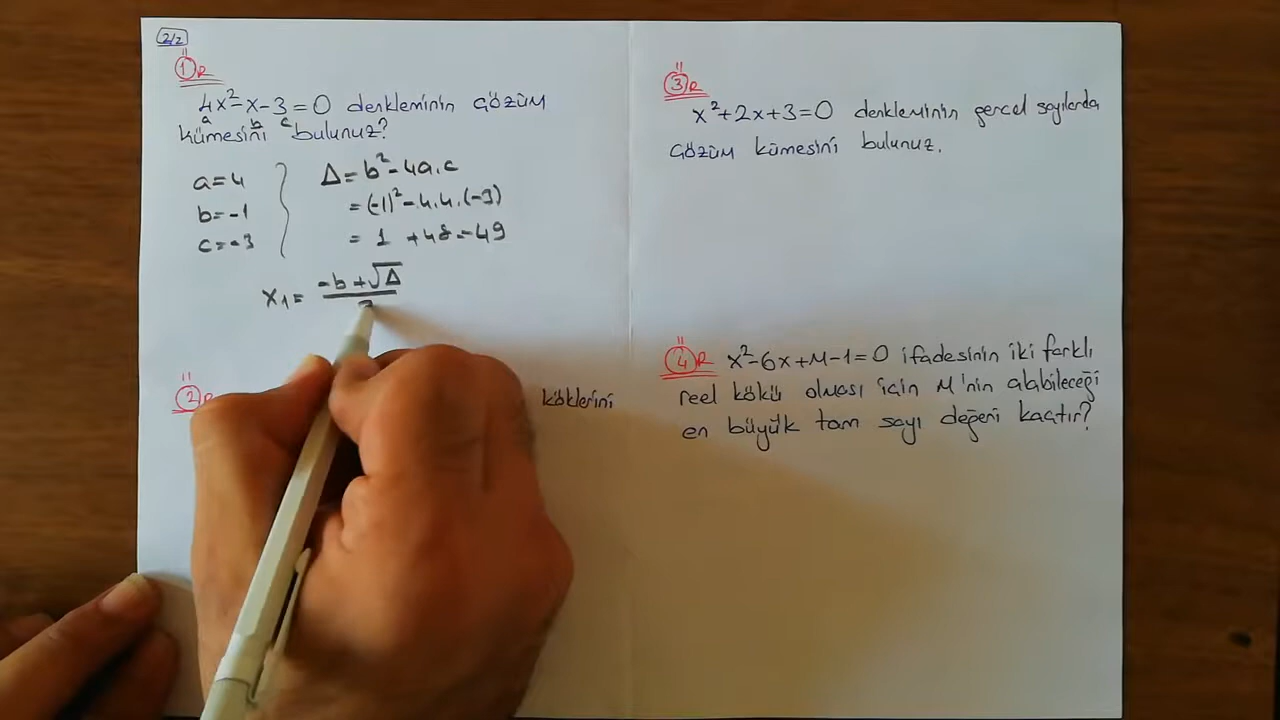 2/2
1 R
4x²-x-3=0 denkleminin çözüm
a b c
kümesini bulunuz?
a=4
b=-1
c=-3
Δ=b²-4a.c
=(-1)²-4.4.(-3)
= 1 +48=49
x₁= -b+√Δ
2 R
köklerini
3 R
x²+2x+3=0 denkleminin gerçel sayılarda
çözüm kümesini bulunuz.
4 R x²-6x+M-1=0 ifadesinin iki farklı
reel kökü olması için M'nin alabileceği
en büyük tam sayı değeri kaçtır?